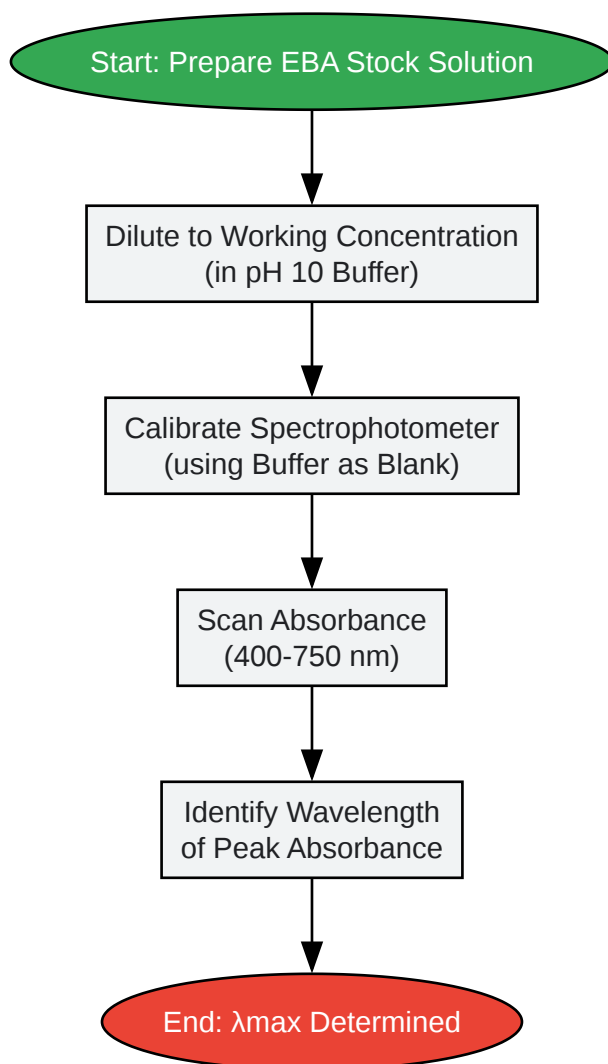 Start: Prepare EBA Stock Solution
Dilute to Working Concentration
(in pH 10 Buffer)
Calibrate Spectrophotometer
(using Buffer as Blank)
Scan Absorbance
(400-750 nm)
Identify Wavelength
of Peak Absorbance
End: λmax Determined